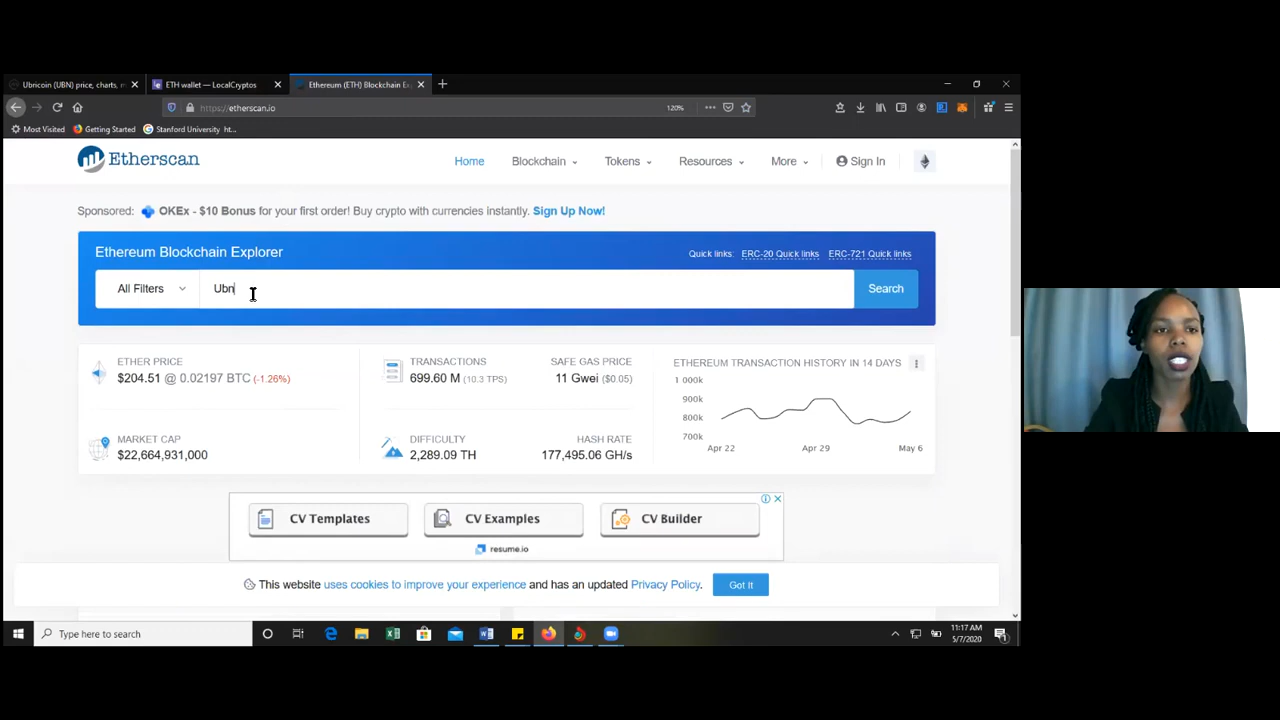 Ubricoin (UBN) price, charts, m
ETH wallet — LocalCryptos
Ethereum (ETH) Blockchain Ex
https://etherscan.io
120%
Most Visited
Getting Started
Stanford University ht...
Etherscan
Home
Blockchain
Tokens
Resources
More
Sign In
Sponsored: OKEx - $10 Bonus for your first order! Buy crypto with currencies instantly. Sign Up Now!
Ethereum Blockchain Explorer
Quick links: ERC-20 Quick links ERC-721 Quick links
All Filters
Ubn
Search
ETHER PRICE
$204.51 @ 0.02197 BTC (-1.26%)
MARKET CAP
$22,664,931,000
TRANSACTIONS
699.60 M (10.3 TPS)
SAFE GAS PRICE
11 Gwei ($0.05)
DIFFICULTY
2,289.09 TH
HASH RATE
177,495.06 GH/s
ETHEREUM TRANSACTION HISTORY IN 14 DAYS
1 000k
900k
800k
700k
Apr 22
Apr 29
May 6
CV Templates
CV Examples
CV Builder
resume.io
This website uses cookies to improve your experience and has an updated Privacy Policy.
Got It
Type here to search
11:17 AM
5/7/2020